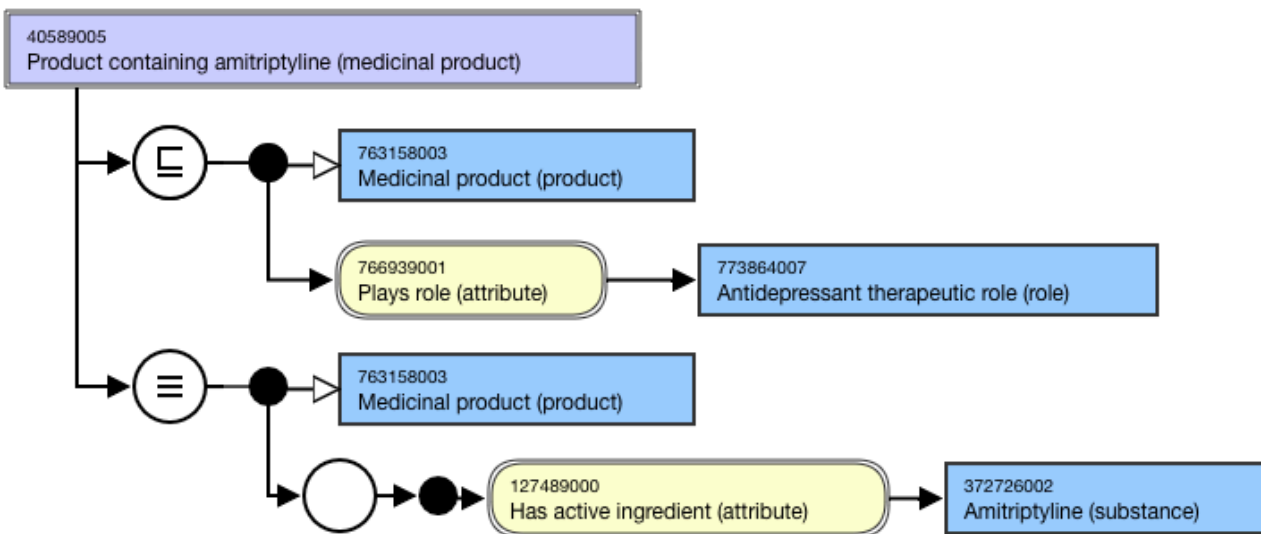 40589005
Product containing amitriptyline (medicinal product)
⊑
763158003
Medicinal product (product)
766939001
Plays role (attribute)
773864007
Antidepressant therapeutic role (role)
≡
763158003
Medicinal product (product)
127489000
Has active ingredient (attribute)
372726002
Amitriptyline (substance)